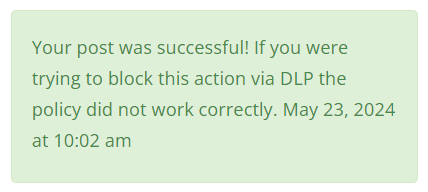 Your post was successful! If you were
trying to block this action via DLP the
policy did not work correctly. May 23, 2024
at 10:02 am